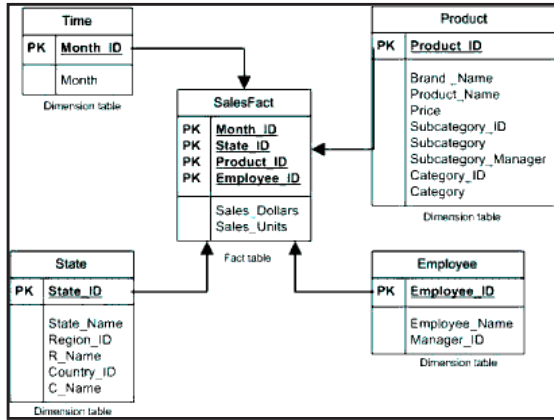 Time
PK Month_ID
Month
Dimension table
Product
PK Product_ID
Brand _Name
Product_Name
Price
Subcategory_ID
Subcategory
Subcategory_Manager
Category_ID
Category
Dimension table
SalesFact
PK Month_ID
PK State_ID
PK Product_ID
PK Employee_ID
Sales_Dollars
Sales_Units
Fact table
State
PK State_ID
State_Name
Region_ID
R_Name
Country_ID
C_Name
Dimension table
Employee
PK Employee_ID
Employee_Name
Manager_ID
Dimension table